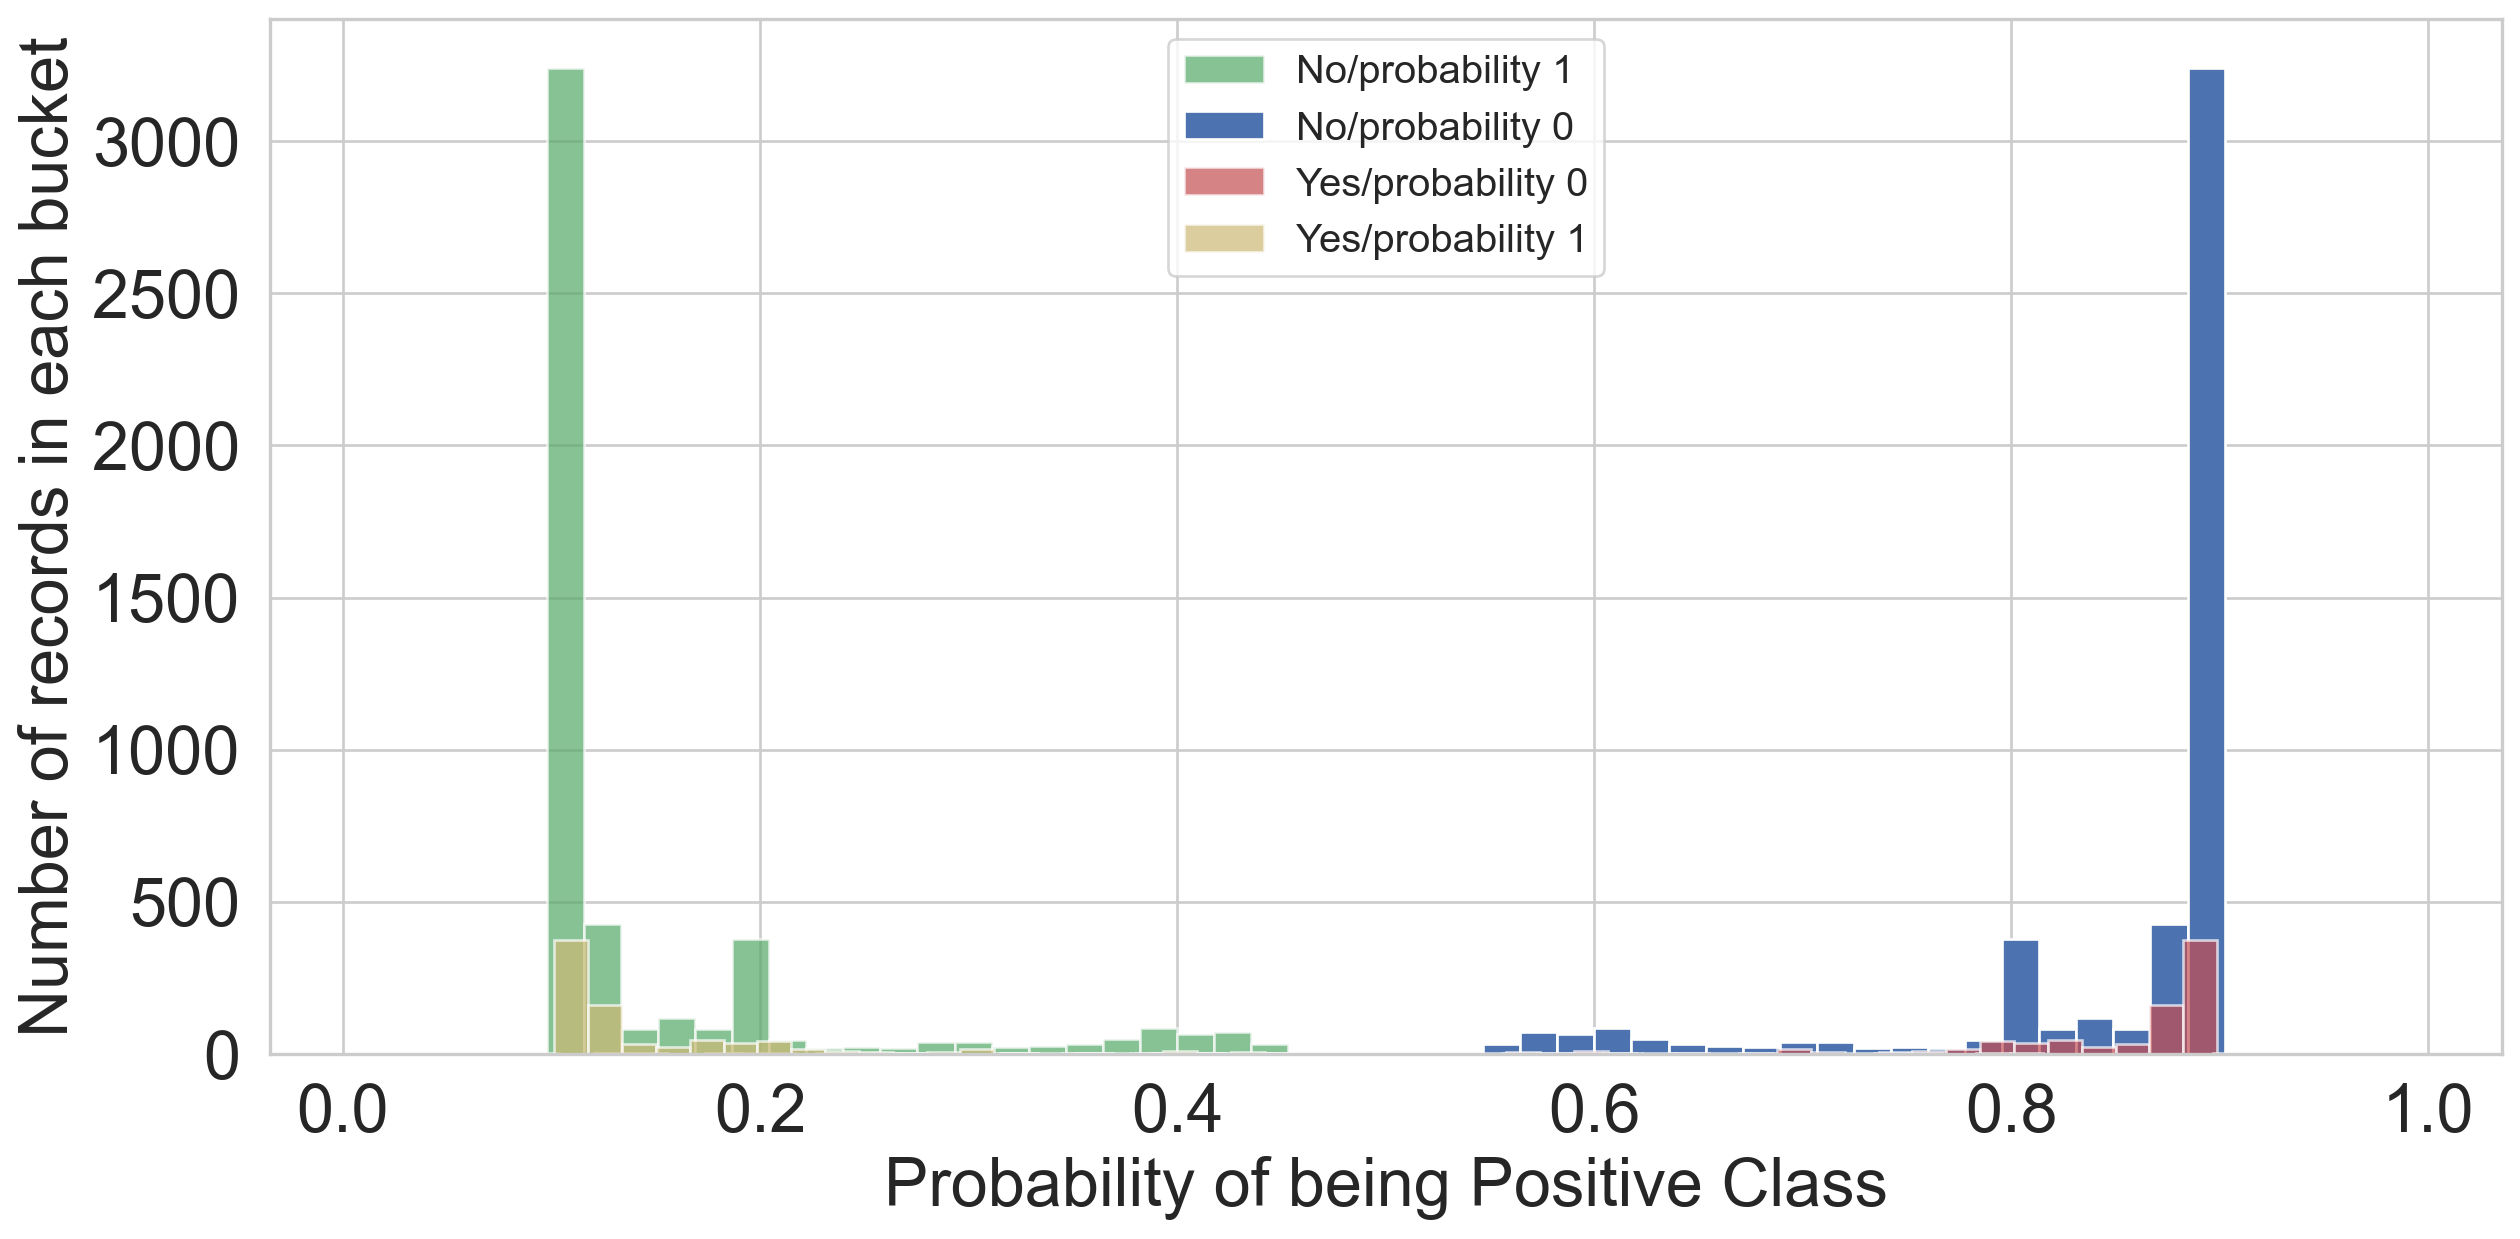 No/probability 1
No/probability 0
Yes/probability 0
Yes/probability 1
Number of records in each bucket
3000
2500
2000
1500
1000
500
0
0.0 0.2 0.4 0.6 0.8 1.0
Probability of being Positive Class